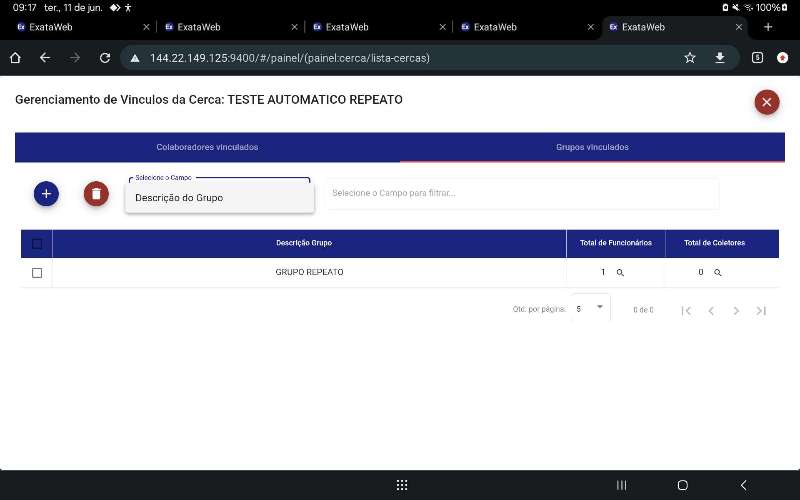 09:17 ter., 11 de jun. 100%
ExataWeb ExataWeb ExataWeb ExataWeb ExataWeb
144.22.149.125:9400/#/painel/(painel:cerca/lista-cercas) 5
Gerenciamento de Vinculos da Cerca: TESTE AUTOMATICO REPEATO
Colaboradores vinculados Grupos vinculados
Selecione o Campo
Descrição do Grupo Selecione o Campo para filtrar...
Descrição Grupo Total de Funcionários Total de Coletores
GRUPO REPEATO 1 0
Qtd. por página: 5 0 de 0